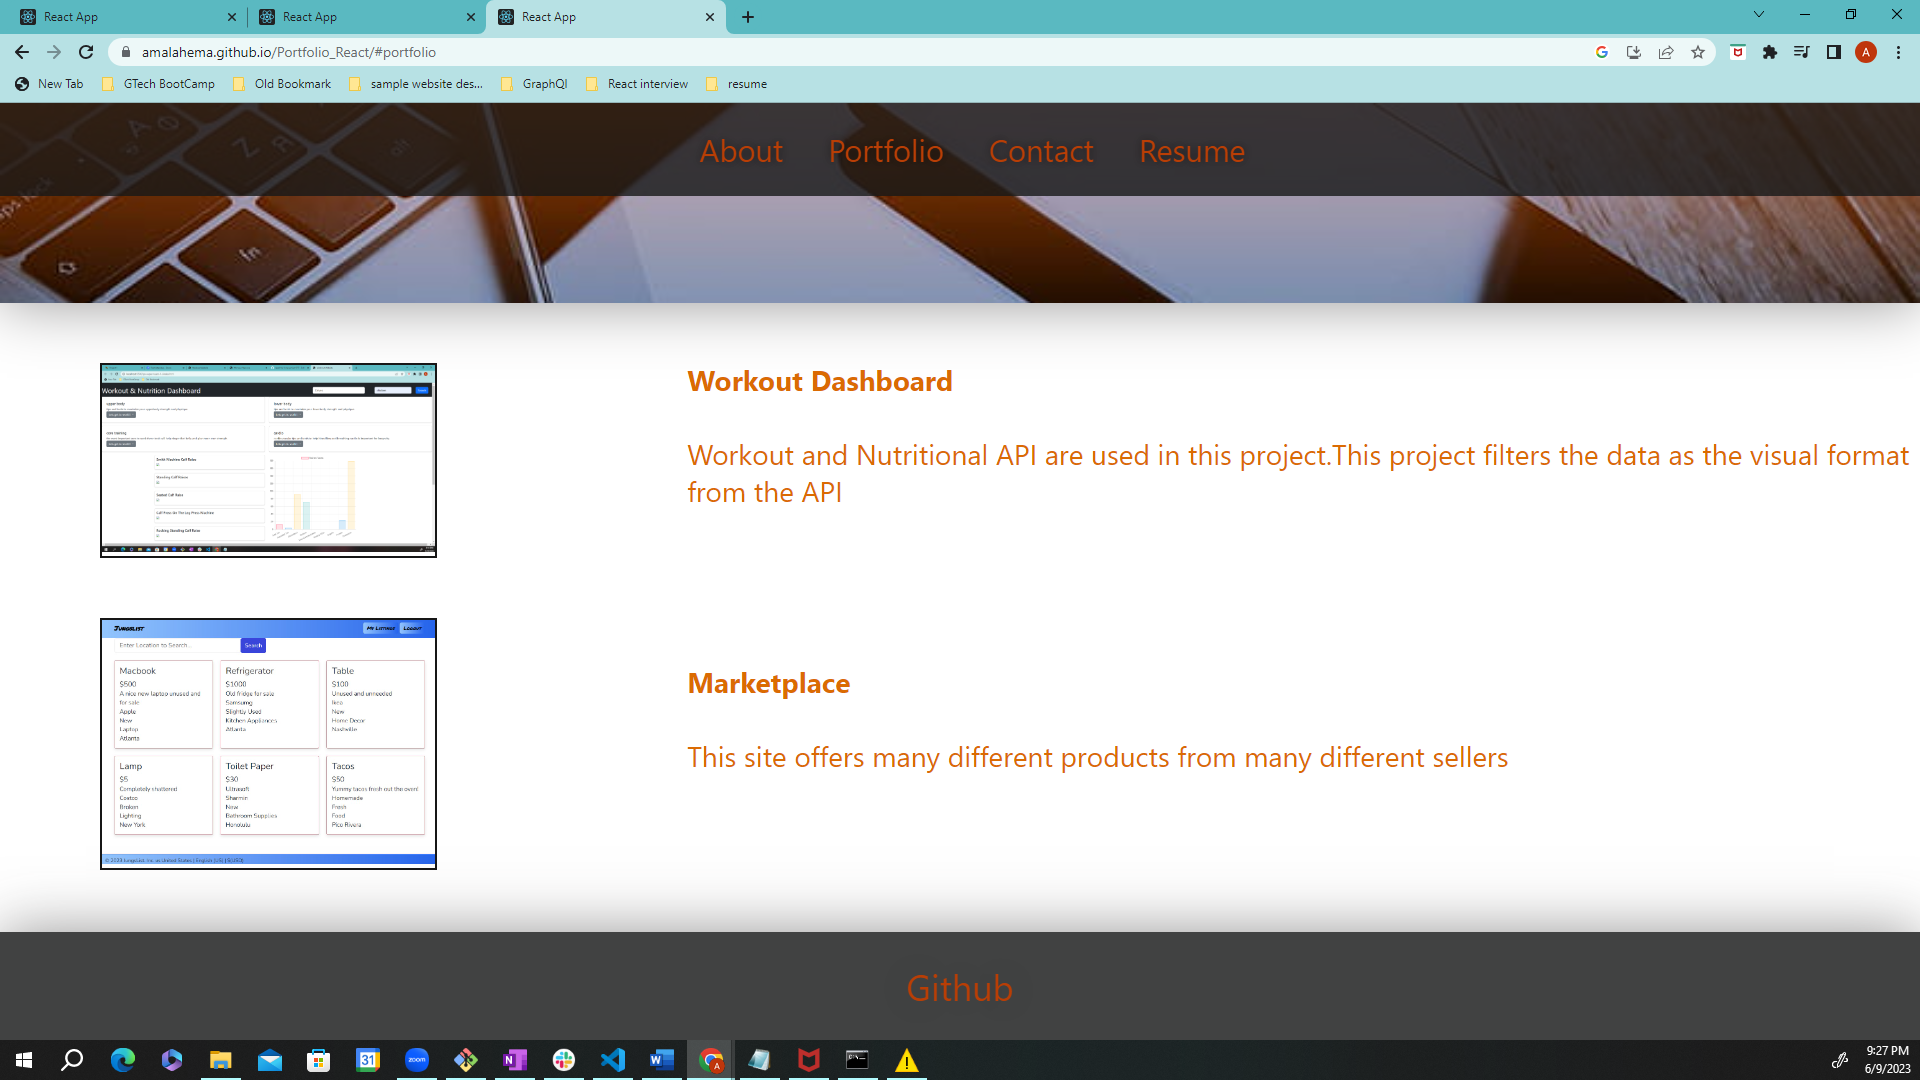 React App
React App
React App
amalahema.github.io/Portfolio_React/#portfolio
A
New Tab
GTech BootCamp
Old Bookmark
sample website des...
GraphQl
React interview
resume
About
Portfolio
Contact
Resume
fn
Workout & Nutrition Dashboard
Workout Dashboard
Workout and Nutritional API are used in this project.This project filters the data as the visual format
from the API
Junglist
My Listings
Logout
Enter Location to Search...
Search
Macbook
$500
A nice new laptop unused and
for sale
Apple
New
Laptop
Atlanta
Refrigerator
$1000
Old fridge for sale
Samsumg
Slightly Used
Kitchen Appliances
Atlanta
Table
$100
Unused and unneeded
Ikea
New
Home Decor
Nashville
Lamp
$5
Completely shattered
Costco
Broken
Lighting
New York
Toilet Paper
$30
Ultrasoft
Sharmin
New
Bathroom Supplies
Honolulu
Tacos
$50
Yummy tacos fresh out the oven!
Homemade
Fresh
Food
Pico Rivera
Marketplace
This site offers many different products from many different sellers
Github
31
zoom
9:27 PM
6/9/2023